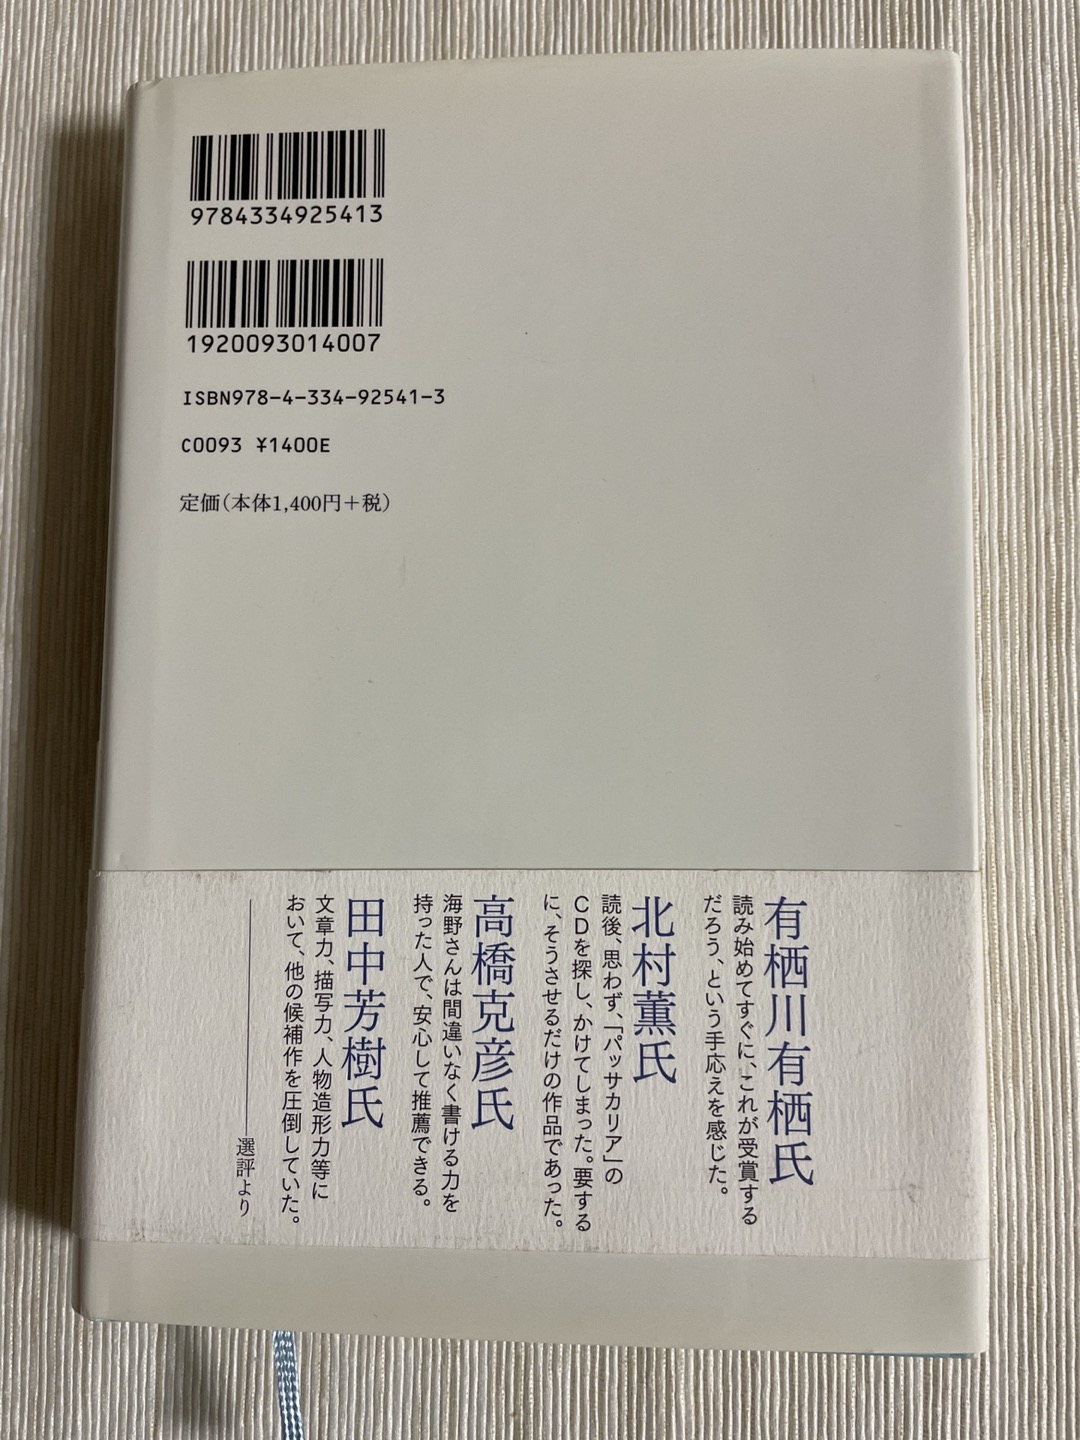 9784334925413
1920093014007
ISBN978-4-334-92541-3
C0093 ¥1400E
定価(本体1,400円+税)
有栖川有栖氏
読み始めてすぐに、これが受賞する
だろう、という手応えを感じた。
北村薫氏
読後、思わず、「パッサカリア」の
CDを探し、かけてしまった。要する
に、そうさせるだけの作品であった。
高橋克彦氏
海野さんは間違いなく書ける力を
持った人で、安心して推薦できる。
田中芳樹氏
文章力、描写力、人物造形力等に
おいて、他の候補作を圧倒していた。
——選評より